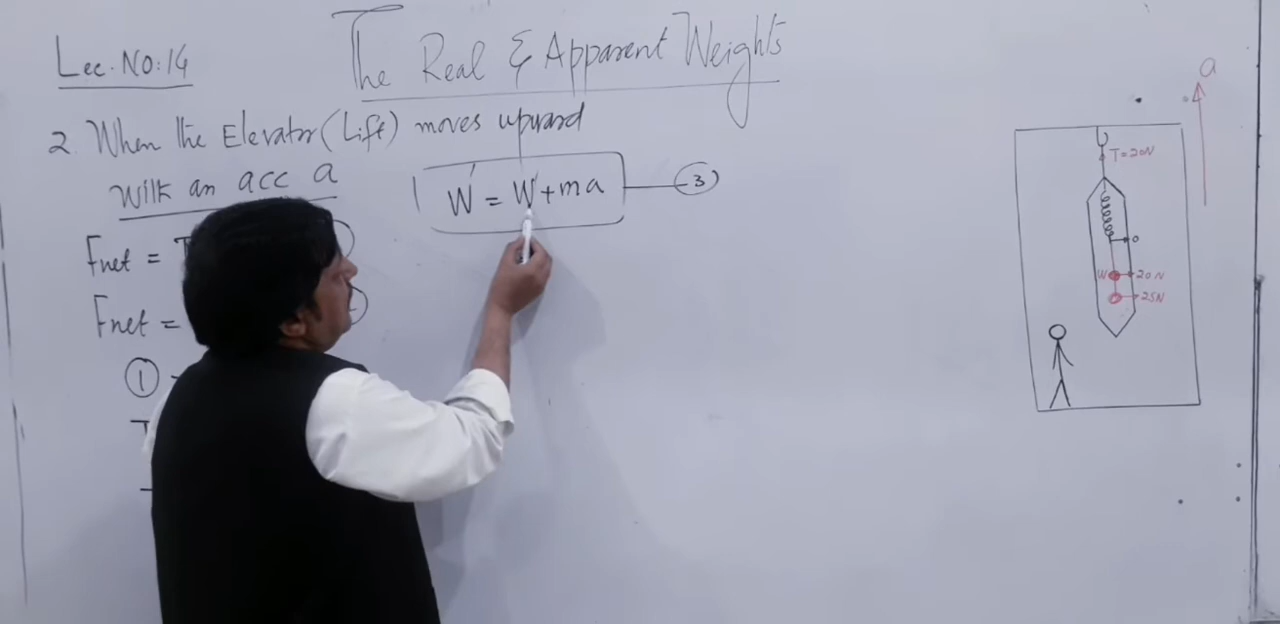 Lec. No: 14
The Real & Apparent Weights
2. When the Elevator (Lift) moves upward
with an acc a
W' = W + ma
3
Fnet =
Fnet =
1
a
T=20N
0
W
20N
25N